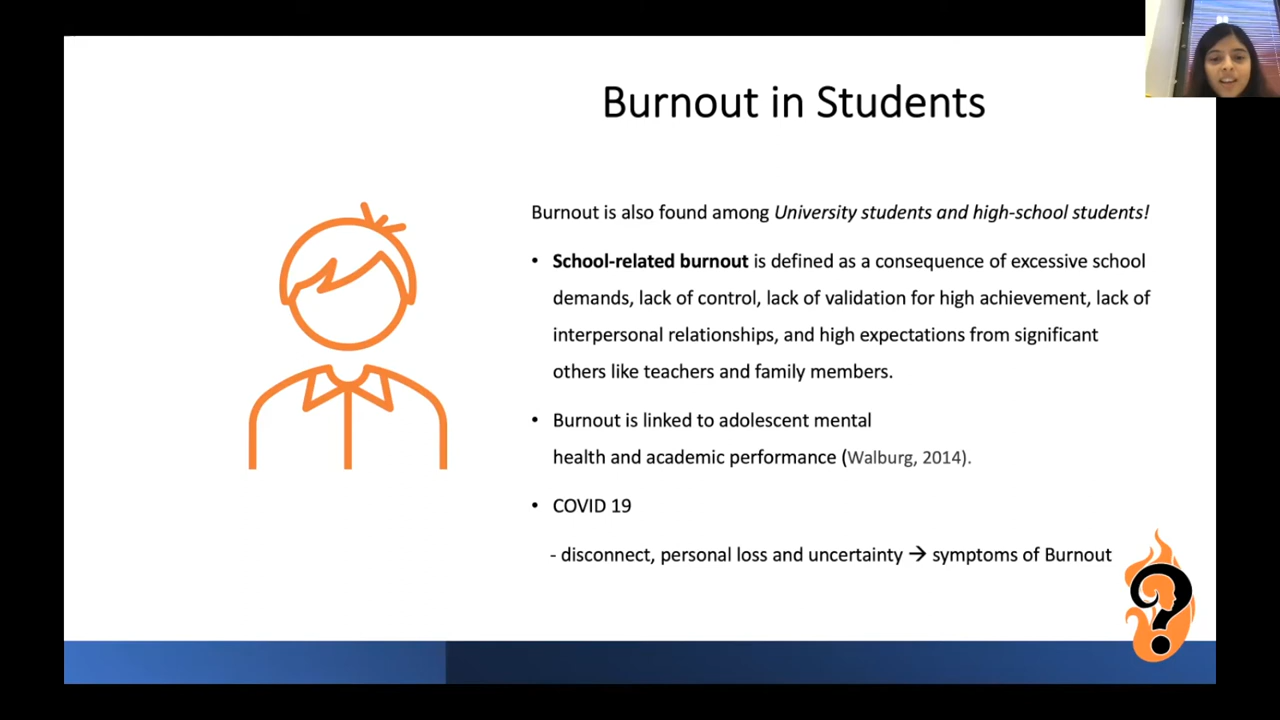 Burnout in Students
Burnout is also found among University students and high-school students!
• School-related burnout is defined as a consequence of excessive school
demands, lack of control, lack of validation for high achievement, lack of
interpersonal relationships, and high expectations from significant
others like teachers and family members.
• Burnout is linked to adolescent mental
health and academic performance (Walburg, 2014).
• COVID 19
- disconnect, personal loss and uncertainty → symptoms of Burnout
?